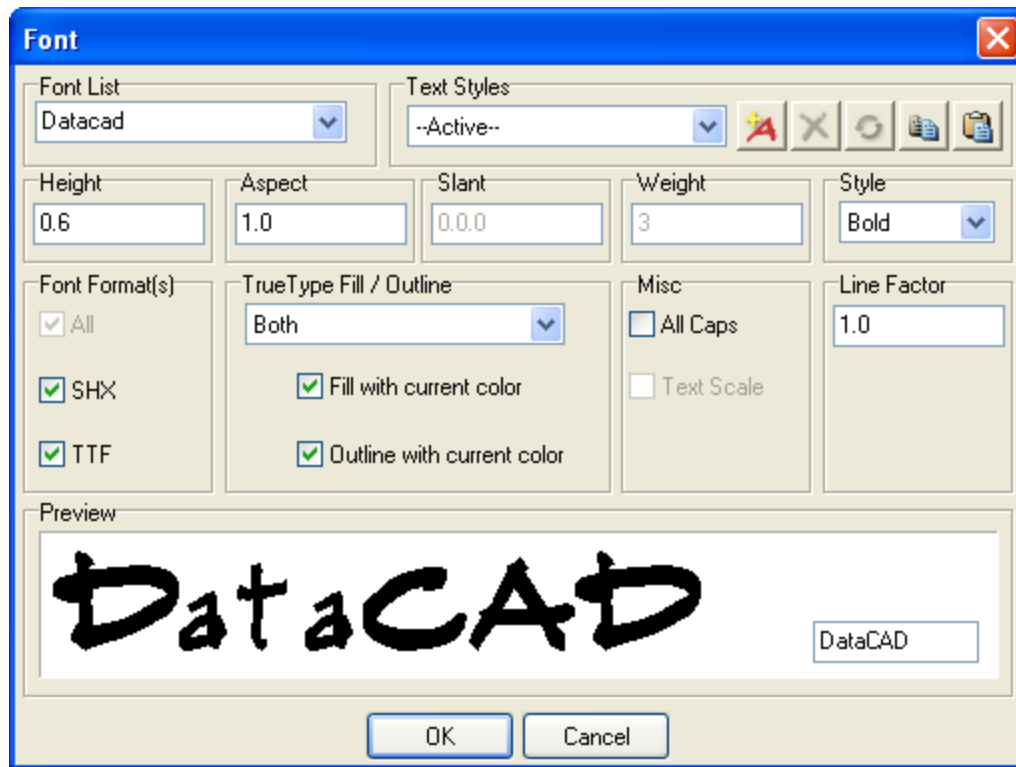 Font
Font List
Text Styles
Datacad
--Active--
Height
Aspect
Slant
Weight
Style
0.6
1.0
0.0.0
3
Bold
Font Format(s)
TrueType Fill / Outline
Misc
Line Factor
All
Both
All Caps
1.0
SHX
Fill with current color
Text Scale
TTF
Outline with current color
Preview
DataCAD
DataCAD
OK
Cancel